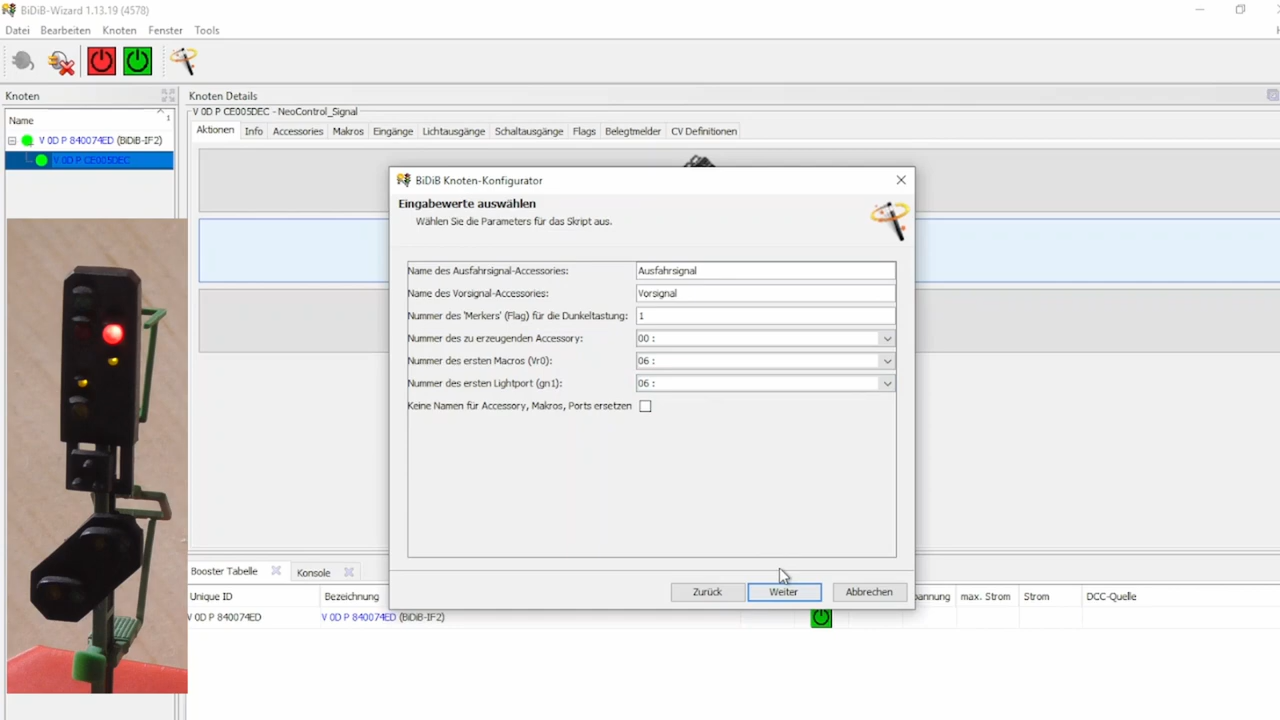 BiDiB-Wizard 1.13.19 (4578)
Datei Bearbeiten Knoten Fenster Tools
Knoten
Name
1
V 0D P 840074ED (BiDiB-IF2)
V 0D P CE005DEC
Knoten Details
V 0D P CE005DEC - NeoControl_Signal
Aktionen Info Accessories Makros Eingänge Lichtausgänge Schaltausgänge Flags Belegtmelder CV Definitionen
BiDiB Knoten-Konfigurator
Eingabewerte auswählen
Wählen Sie die Parameters für das Skript aus.
Name des Ausfahrsignal-Accessories: Ausfahrsignal
Name des Vorsignal-Accessories: Vorsignal
Nummer des 'Merkers' (Flag) für die Dunkeltastung: 1
Nummer des zu erzeugenden Accessory: 00 :
Nummer des ersten Macros (Vr0): 06 :
Nummer des ersten Lightport (gn1): 06 :
Keine Namen für Accessory, Makros, Ports ersetzen
Zurück Weiter Abbrechen
Booster Tabelle Konsole
Unique ID Bezeichnung pannung max. Strom Strom DCC-Quelle
V 0D P 840074ED V 0D P 840074ED (BiDiB-IF2)